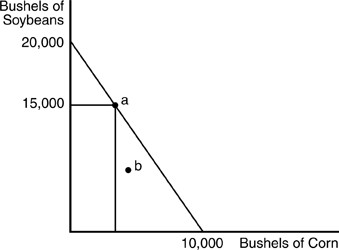 Bushels of
Soybeans
20,000
15,000
a
b
10,000
Bushels of Corn